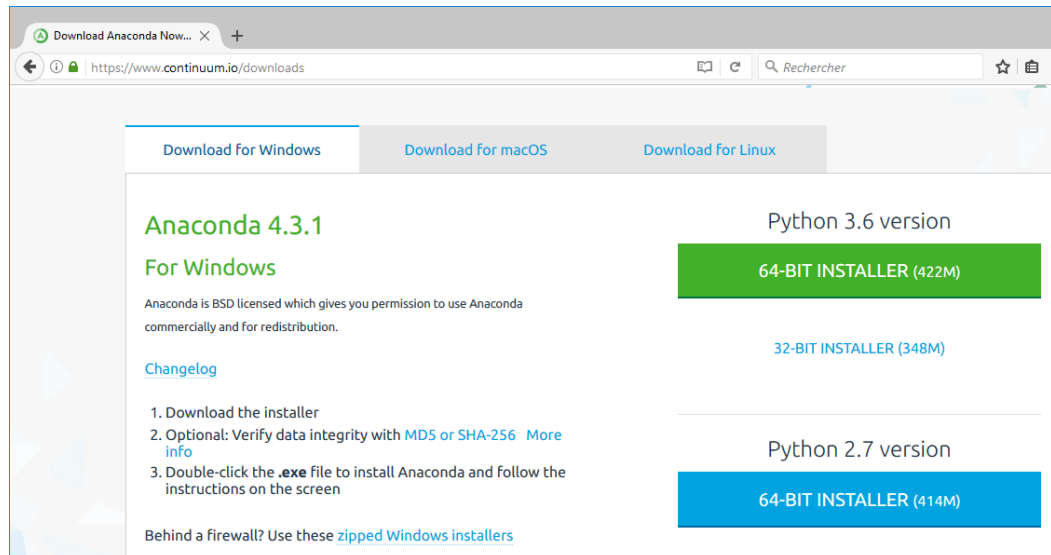 Download Anaconda Now...
https://www.continuum.io/downloads
Rechercher
Download for Windows
Download for macOS
Download for Linux
Anaconda 4.3.1
For Windows
Anaconda is BSD licensed which gives you permission to use Anaconda
commercially and for redistribution.
Changelog
1. Download the installer
2. Optional: Verify data integrity with MD5 or SHA-256 More
info
3. Double-click the .exe file to install Anaconda and follow the
instructions on the screen
Behind a firewall? Use these zipped Windows installers
Python 3.6 version
64-BIT INSTALLER (422M)
32-BIT INSTALLER (348M)
Python 2.7 version
64-BIT INSTALLER (414M)